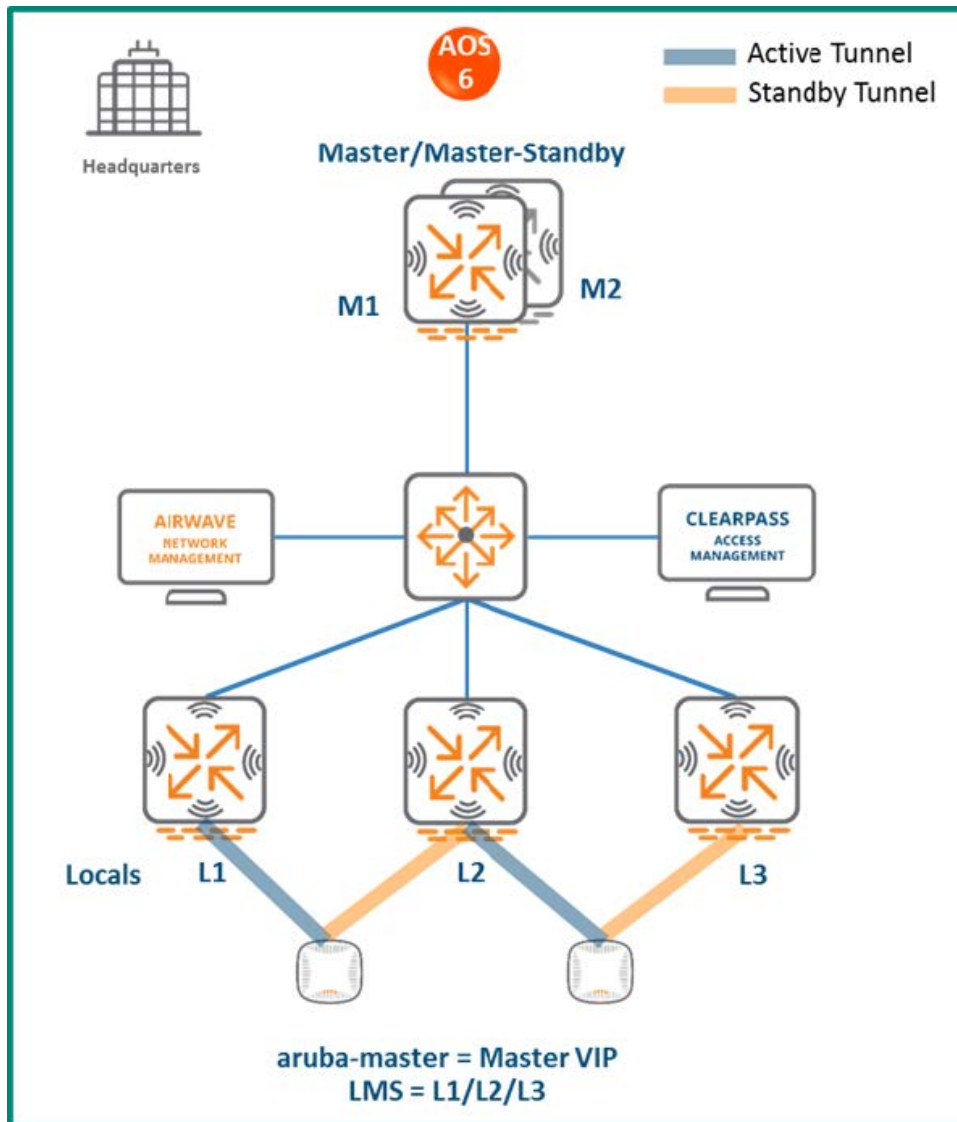 AOS
6
Active Tunnel
Standby Tunnel
Headquarters
Master/Master-Standby
M1
M2
AIRWAVE
NETWORK
MANAGEMENT
CLEARPASS
ACCESS
MANAGEMENT
Locals
L1
L2
L3
aruba-master = Master VIP
LMS = L1/L2/L3